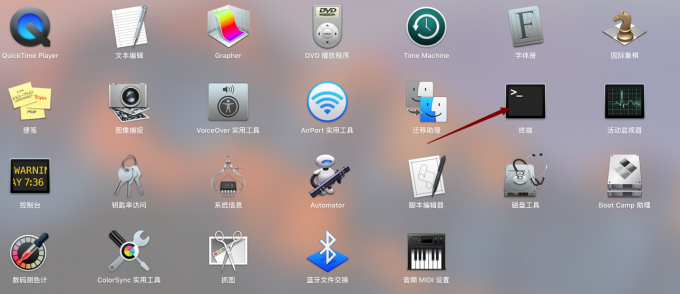 QuickTime Player
文本编辑
Grapher
DVD
DVD 播放程序
Time Machine
F
字体册
国际象棋
便笺
图像捕捉
VoiceOver 实用工具
AirPort 实用工具
迁移助理
>_
终端
活动监视器
WARNIN
AY 7:36
控制台
钥匙串访问
系统信息
Automator
脚本编辑器
磁盘工具
Boot Camp 助理
数码测色计
ColorSync 实用工具
抓图
蓝牙文件交换
音频 MIDI 设置